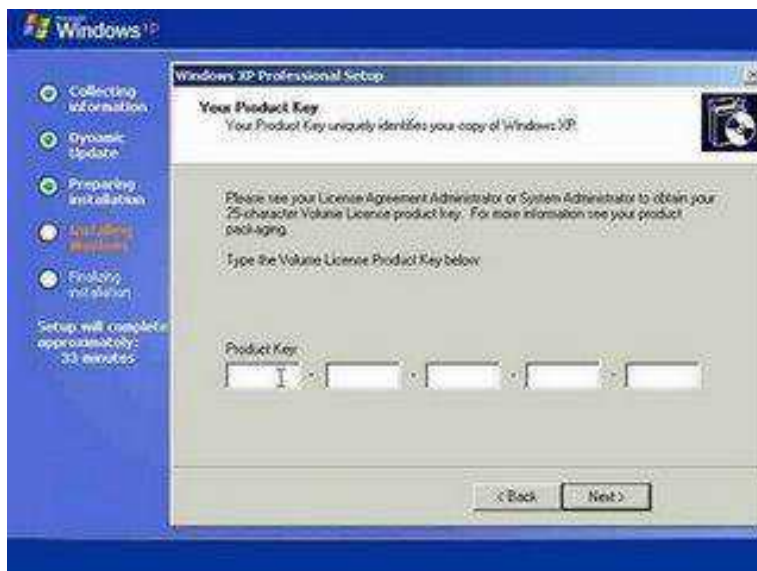 Microsoft
Windows XP
Collecting
information
Dynamic
Update
Preparing
installation
Installing
Windows
Finalizing
installation
Setup will complete
approximately:
33 minutes
Windows XP Professional Setup
Your Product Key
Your Product Key uniquely identifies your copy of Windows XP.
Please see your License Agreement Administrator or System Administrator to obtain your
25-character Volume License product key. For more information see your product
packaging.
Type the Volume License Product Key below:
Product Key:
- - - -
< Back Next >